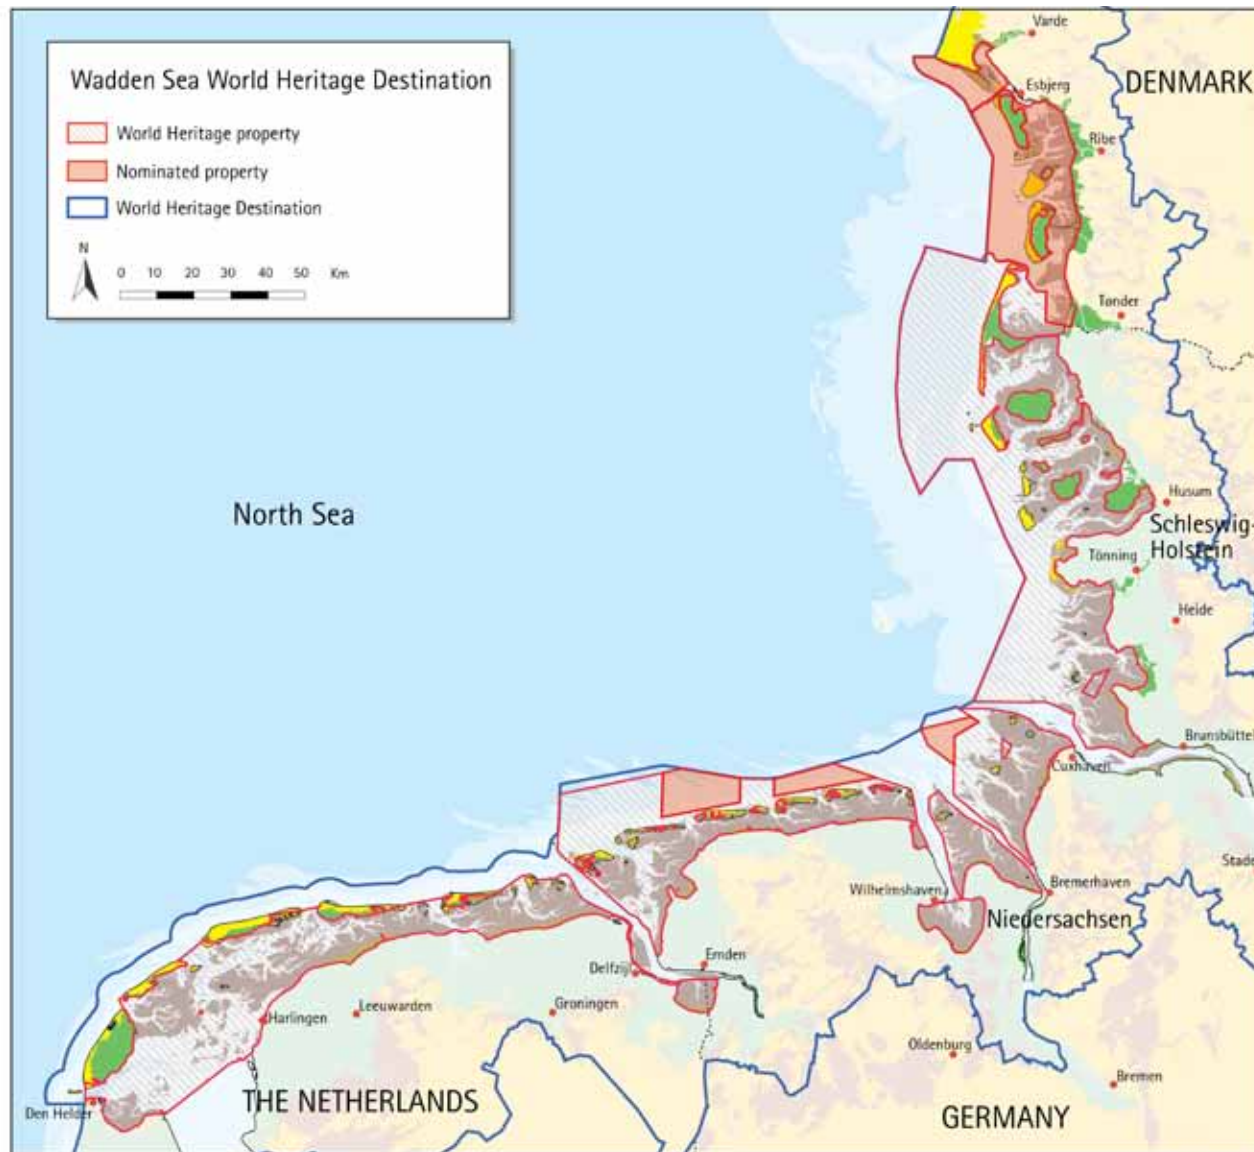 Wadden Sea World Heritage Destination
World Heritage property
Nominated property
World Heritage Destination
N
0 10 20 30 40 50 Km
Varde
DENMARK
Esbjerg
Ribe
Tønder
North Sea
Husum
Schleswig-
Holstein
Tönning
Heide
Brunsbüttel
Cuxhaven
Stade
Wilhelmshaven
Bremerhaven
Niedersachsen
Emden
Delfzijl
Groningen
Leeuwarden
Harlingen
Oldenburg
Bremen
Den Helder
THE NETHERLANDS
GERMANY